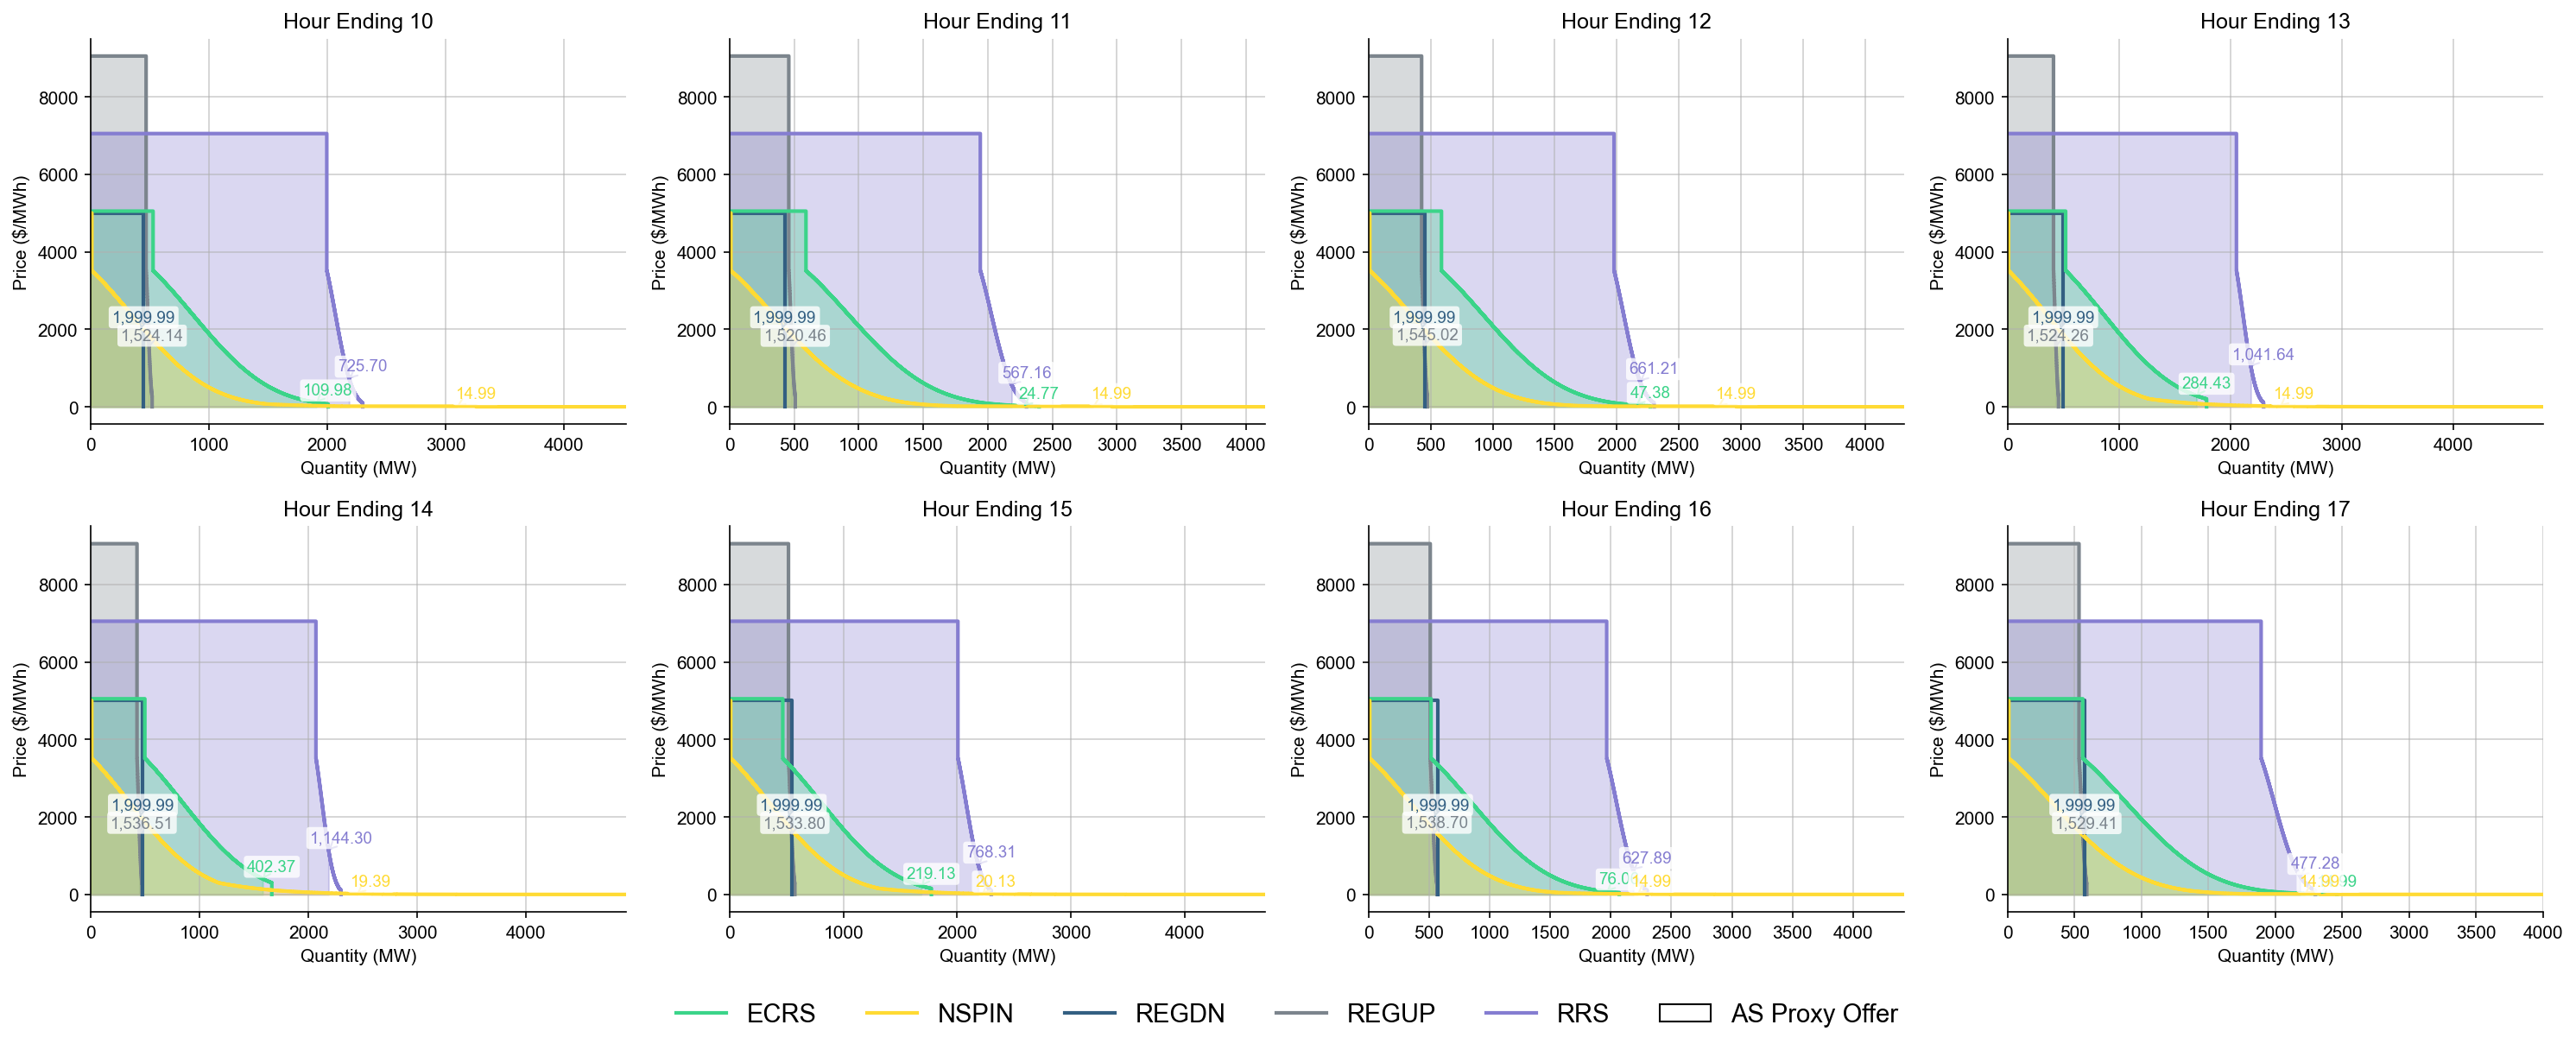 Hour Ending 10
Price ($/MWh)
8000
6000
4000
2000
0
1,999.99
1,524.14
725.70
109.98
14.99
0 1000 2000 3000 4000
Quantity (MW)
Hour Ending 11
Price ($/MWh)
8000
6000
4000
2000
0
1,999.99
1,520.46
567.16
24.77
14.99
0 500 1000 1500 2000 2500 3000 3500 4000
Quantity (MW)
Hour Ending 12
Price ($/MWh)
8000
6000
4000
2000
0
1,999.99
1,545.02
661.21
47.38
14.99
0 500 1000 1500 2000 2500 3000 3500 4000
Quantity (MW)
Hour Ending 13
Price ($/MWh)
8000
6000
4000
2000
0
1,999.99
1,524.26
1,041.64
284.43
14.99
0 1000 2000 3000 4000
Quantity (MW)
Hour Ending 14
Price ($/MWh)
8000
6000
4000
2000
0
1,999.99
1,536.51
1,144.30
402.37
19.39
0 1000 2000 3000 4000
Quantity (MW)
Hour Ending 15
Price ($/MWh)
8000
6000
4000
2000
0
1,999.99
1,533.80
768.31
219.13
20.13
0 1000 2000 3000 4000
Quantity (MW)
Hour Ending 16
Price ($/MWh)
8000
6000
4000
2000
0
1,999.99
1,538.70
627.89
14.99
0 500 1000 1500 2000 2500 3000 3500 4000
Quantity (MW)
Hour Ending 17
Price ($/MWh)
8000
6000
4000
2000
0
1,999.99
1,529.41
477.28
14.99
0 500 1000 1500 2000 2500 3000 3500 4000
Quantity (MW)
ECRS NSPIN REGDN REGUP RRS AS Proxy Offer